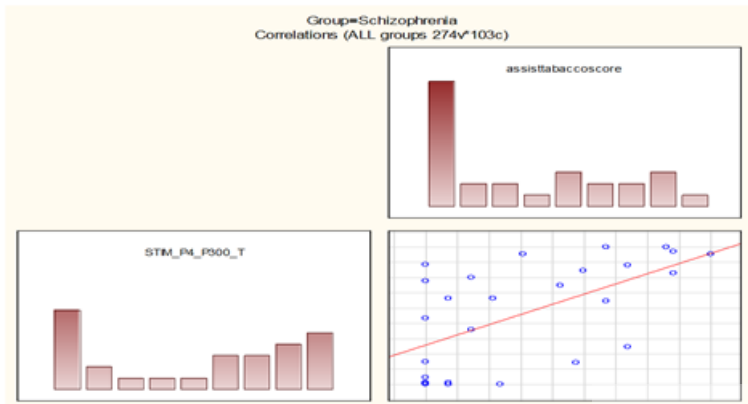 Group=Schizophrenia
Correlations (ALL groups 274v*103c)
assisttabaccoscore
STIM_P4_P300_T